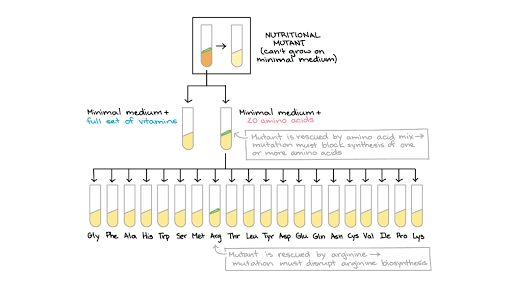 NUTRITIONAL
MUTANT
(can't grow on
minimal medium)
Minimal medium +
full set of vitamins
Minimal medium +
20 amino acids
Mutant is rescued by amino acid mix →
mutation must block synthesis of one
or more amino acids
Gly Phe Ala His Trp Ser Met Arg Thr Leu Tyr Asp Glu Gln Asn Cys Val Ile Pro Lys
Mutant is rescued by arginine →
mutation must disrupt arginine biosynthesis